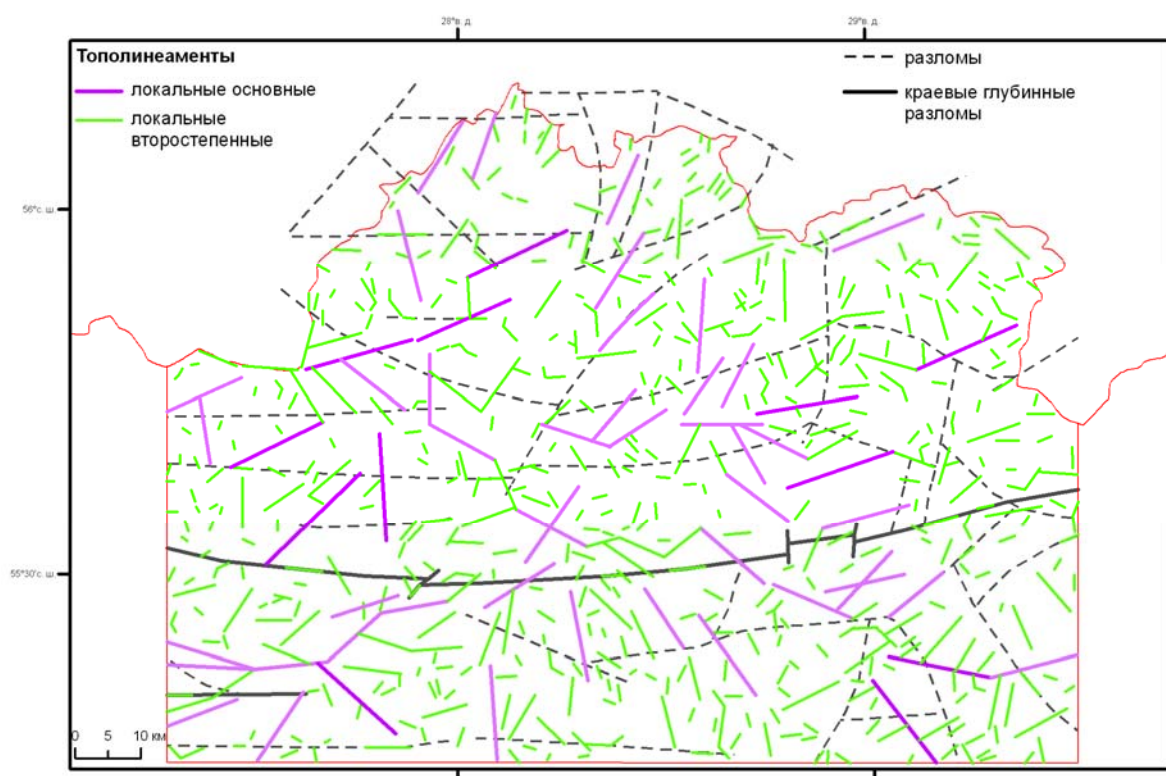 28°в. д.
29°в. д.
Тополинеаменты
локальные основные
локальные
второстепенные
разломы
краевые глубинные
разломы
56°с. ш.
55°30'с. ш.
0 5 10 км